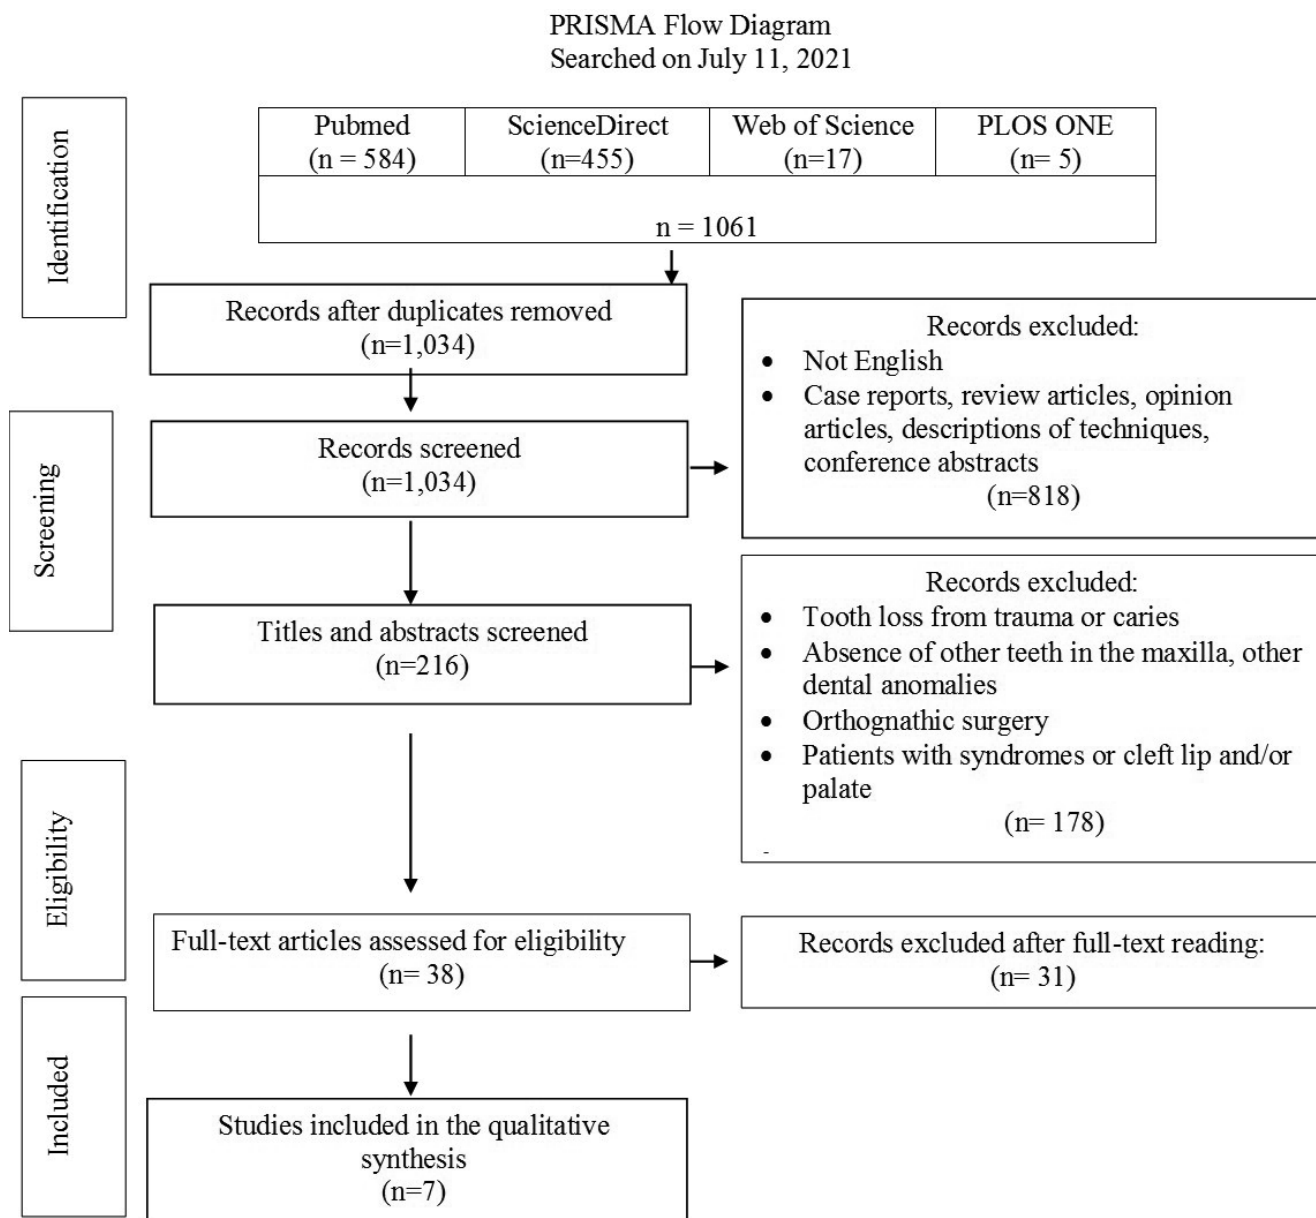 PRISMA Flow Diagram
Searched on July 11, 2021
Identification
Pubmed
(n = 584)
ScienceDirect
(n=455)
Web of Science
(n=17)
PLOS ONE
(n= 5)
n = 1061
Records after duplicates removed
(n=1,034)
Screening
Records screened
(n=1,034)
Records excluded:
• Not English
• Case reports, review articles, opinion
articles, descriptions of techniques,
conference abstracts
(n=818)
Titles and abstracts screened
(n=216)
Records excluded:
• Tooth loss from trauma or caries
• Absence of other teeth in the maxilla, other
dental anomalies
• Orthognathic surgery
• Patients with syndromes or cleft lip and/or
palate
(n= 178)
-
Eligibility
Full-text articles assessed for eligibility
(n= 38)
Records excluded after full-text reading:
(n= 31)
Included
Studies included in the qualitative
synthesis
(n=7)